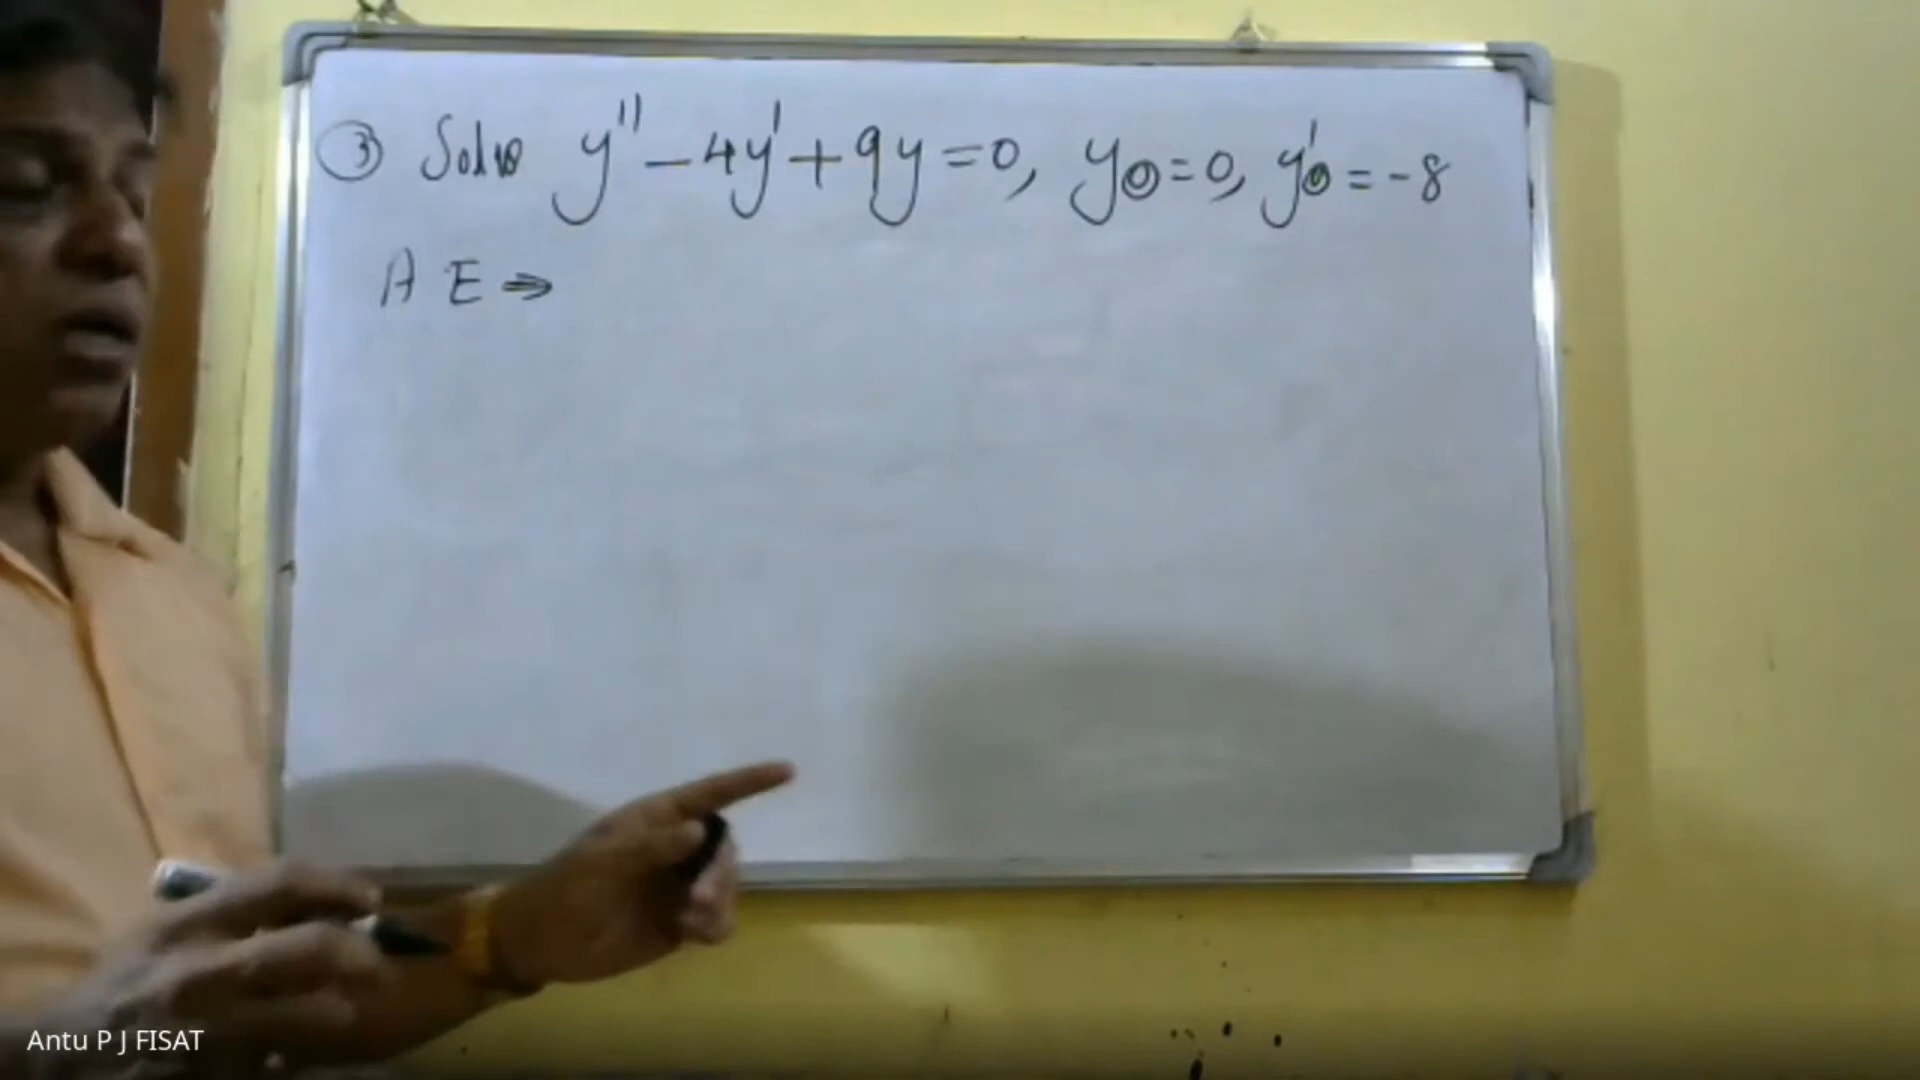 ③ Solve y'' - 4y' + 9y = 0, y(0) = 0, y'(0) = -8
A E ⇒
Antu P J FISAT